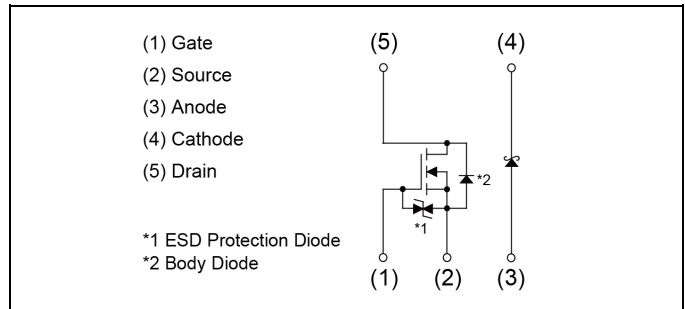 (1) Gate
(2) Source
(3) Anode
(4) Cathode
(5) Drain
*1 ESD Protection Diode
*2 Body Diode
(5) (4)
*2
*1
(1) (2) (3)